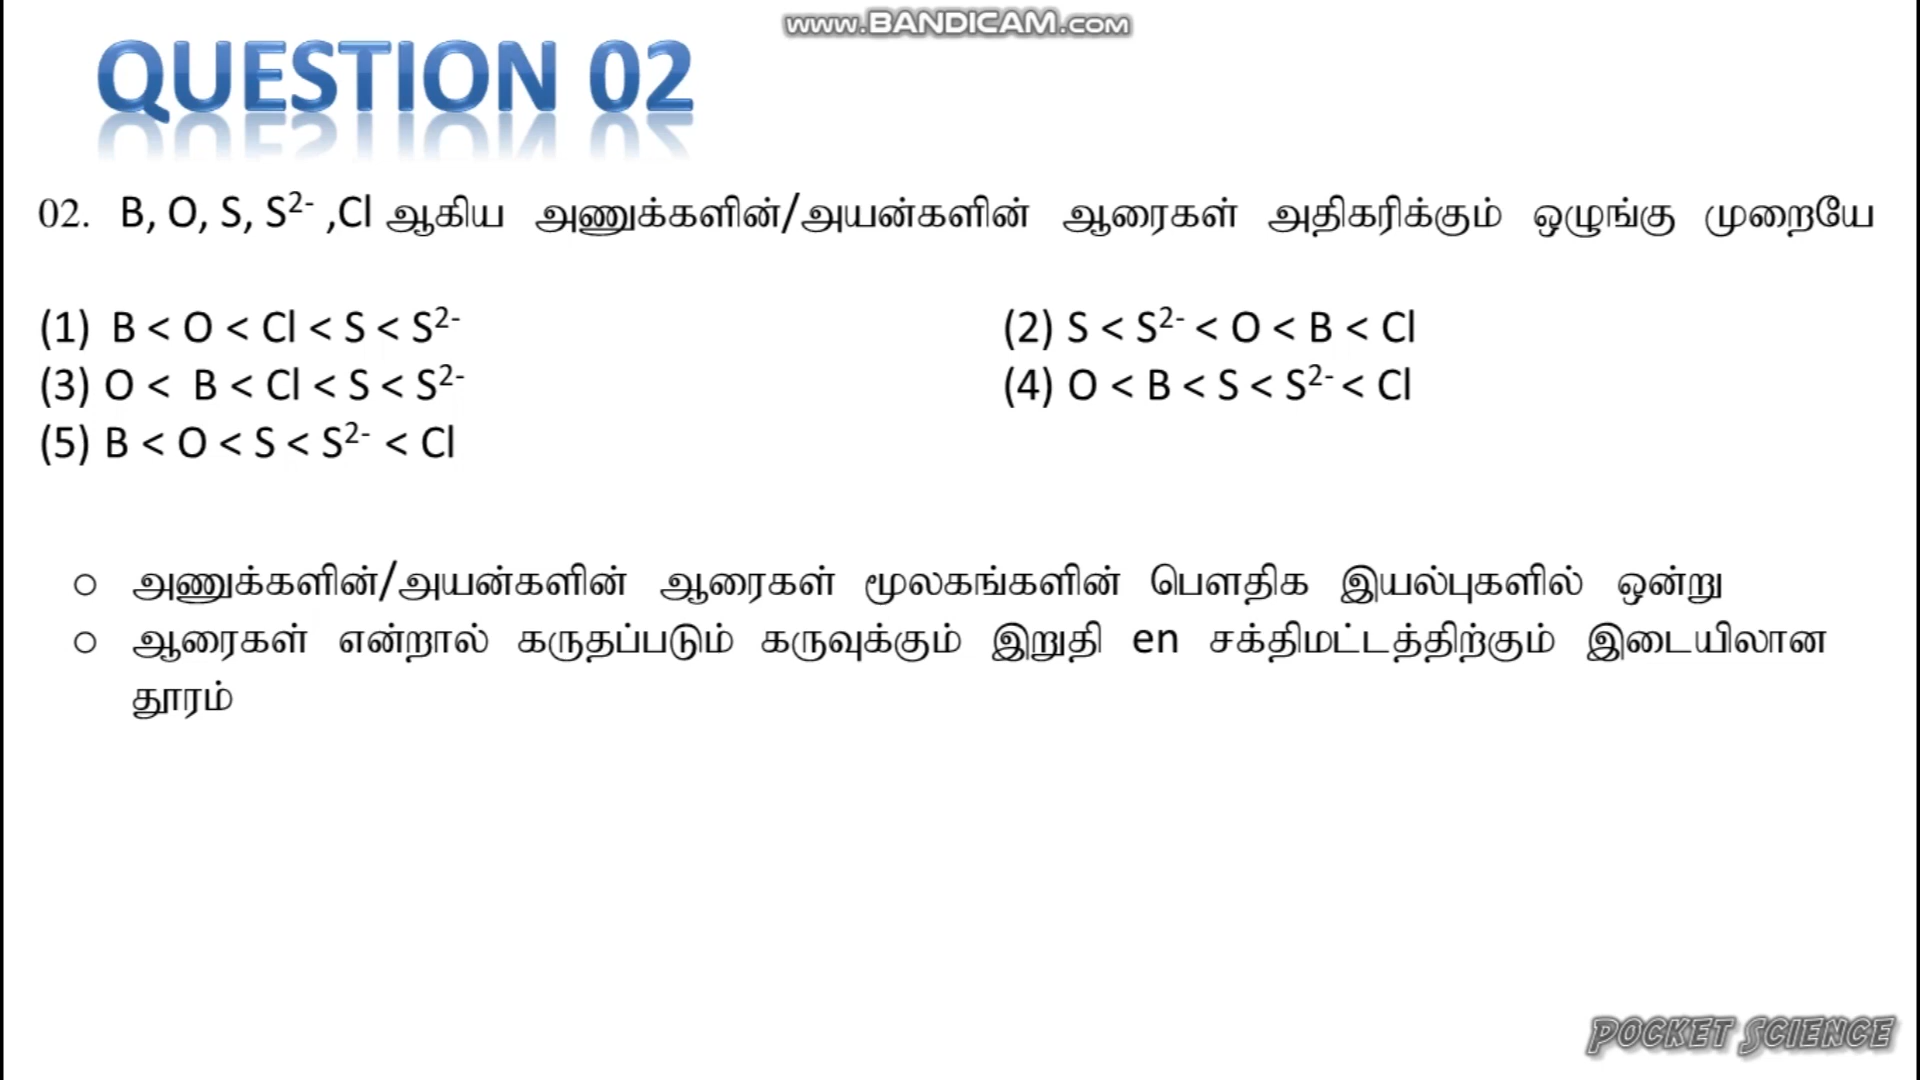 www.BANDICAM.com
QUESTION 02
02. B, O, S, S²⁻ ,Cl ஆகிய அணுக்களின்/அயன்களின் ஆரைகள் அதிகரிக்கும் ஒழுங்கு முறையே
(1) B < O < Cl < S < S²⁻ (2) S < S²⁻ < O < B < Cl
(3) O < B < Cl < S < S²⁻ (4) O < B < S < S²⁻ < Cl
(5) B < O < S < S²⁻ < Cl
○ அணுக்களின்/அயன்களின் ஆரைகள் மூலகங்களின் பௌதிக இயல்புகளில் ஒன்று
○ ஆரைகள் என்றால் கருதப்படும் கருவுக்கும் இறுதி en சக்திமட்டத்திற்கும் இடையிலான
தூரம்
POCKET SCIENCE